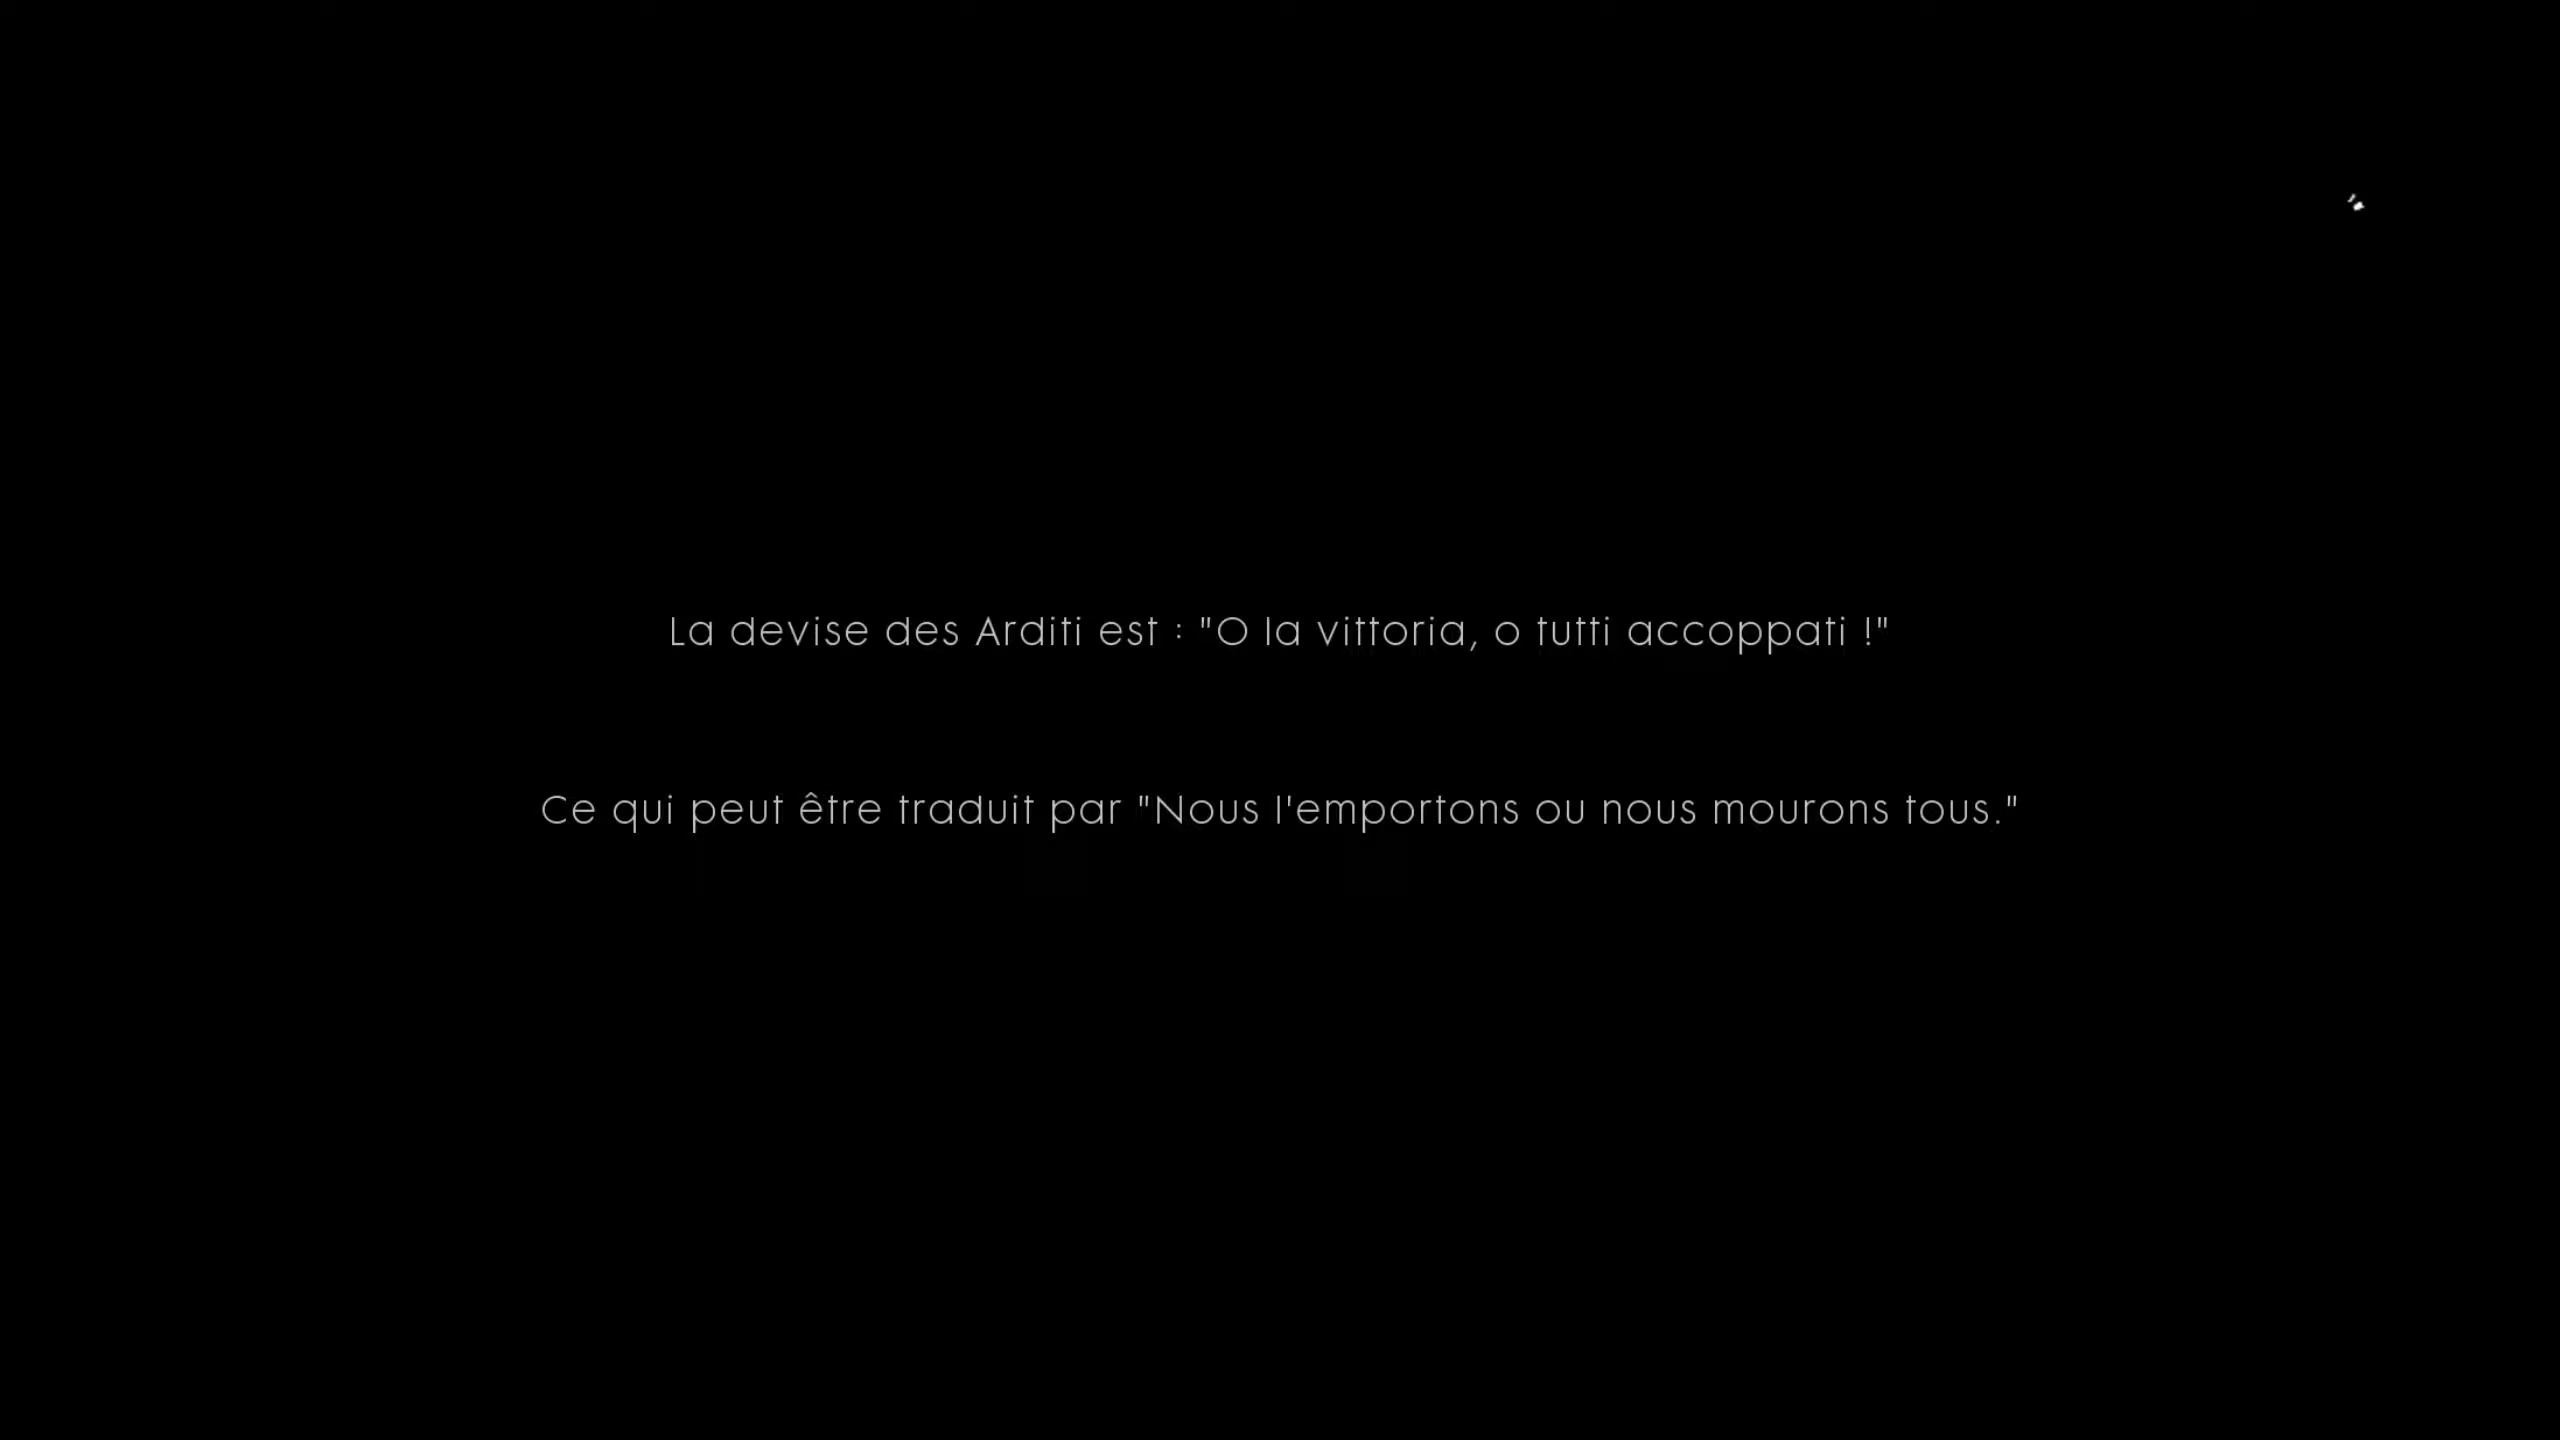 La devise des Arditi est : "O la vittoria, o tutti accoppati !"
Ce qui peut être traduit par "Nous l'emportons ou nous mourons tous."